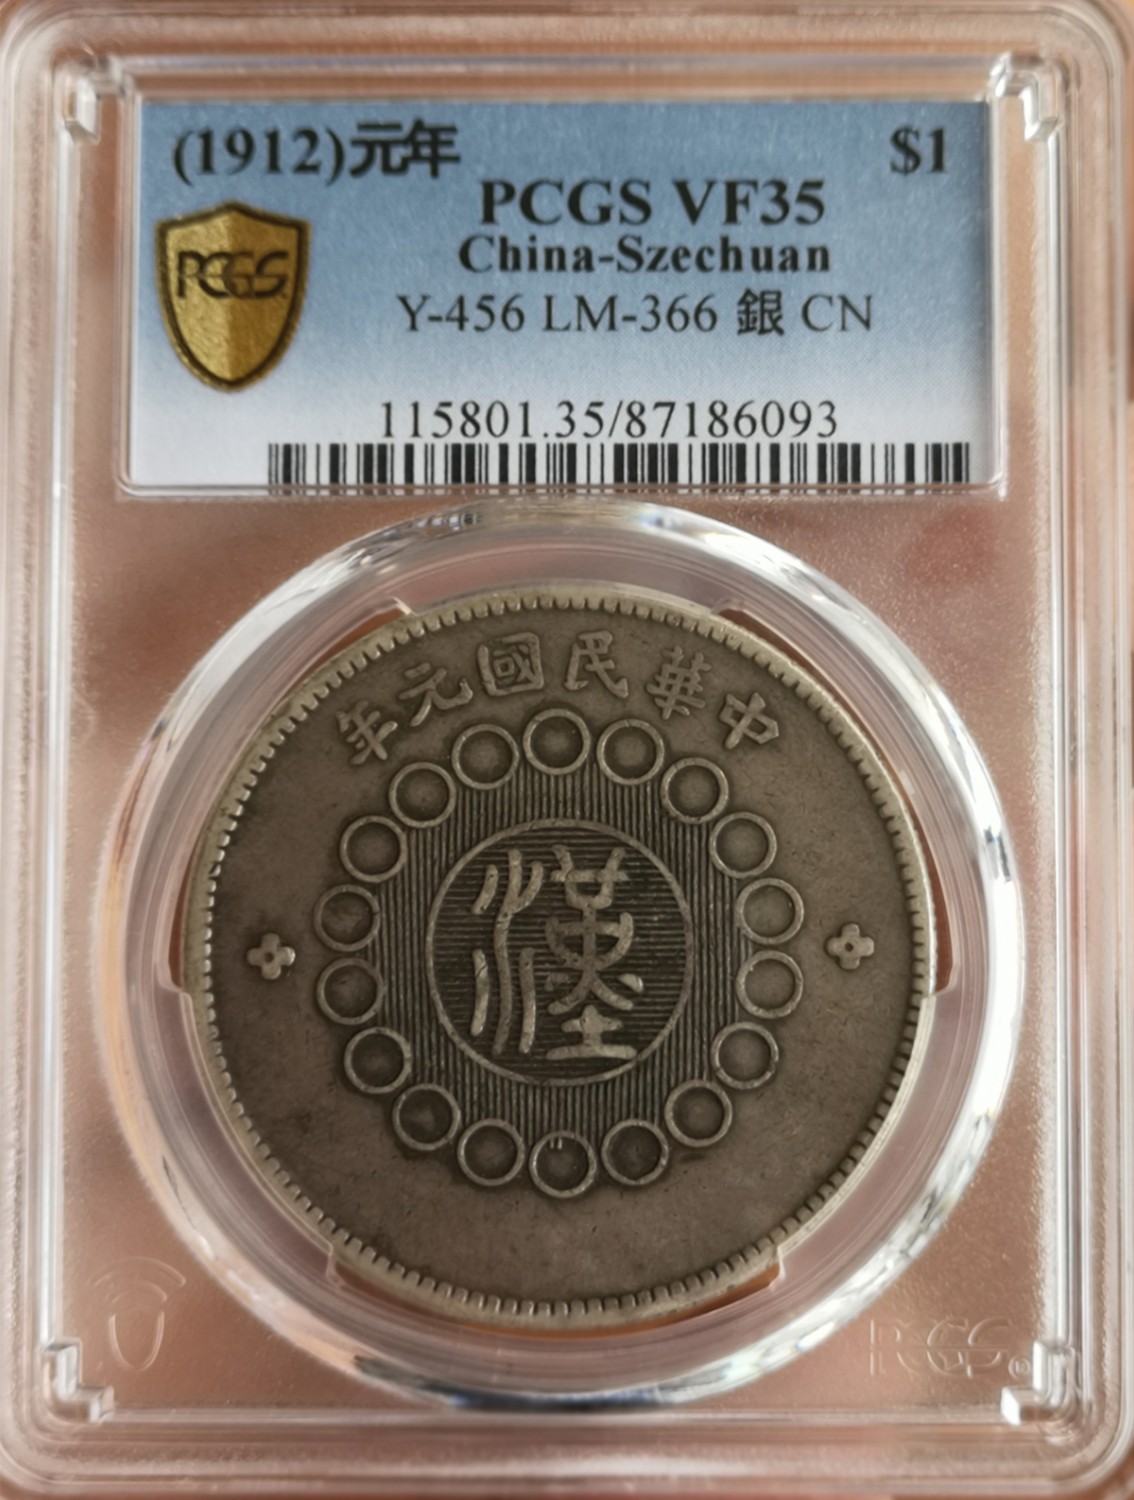 (1912)元年 $1
PCGS VF35
PCGS
China-Szechuan
Y-456 LM-366 銀 CN
115801.35/87186093
年元國民華中
漢
PCGS